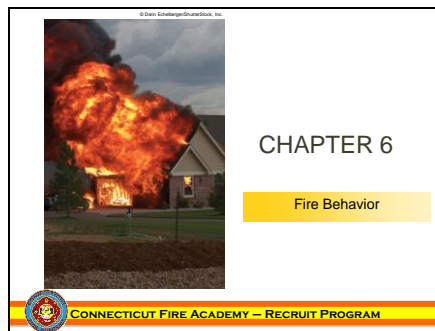 © Darin Echelberger/ShutterStock, Inc.
CHAPTER 6
Fire Behavior
CONNECTICUT FIRE ACADEMY – RECRUIT PROGRAM